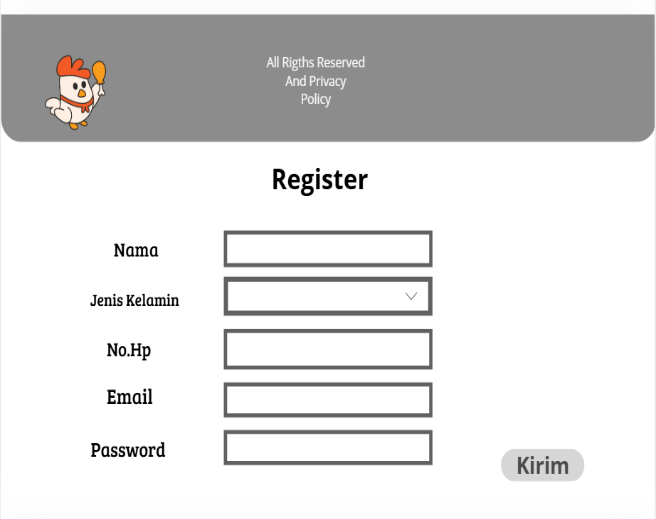 All Rigths Reserved
And Privacy
Policy
Register
Nama
Jenis Kelamin
No.Hp
Email
Password
Kirim